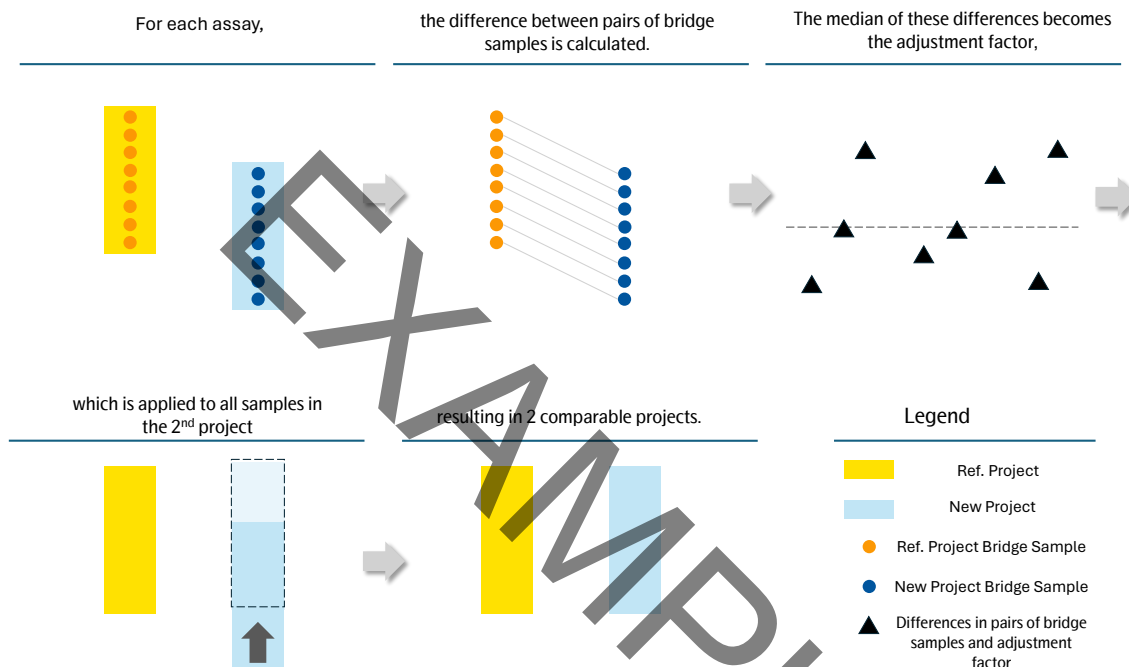 For each assay,
the difference between pairs of bridge
samples is calculated.
The median of these differences becomes
the adjustment factor,
which is applied to all samples in
the 2nd project
resulting in 2 comparable projects.
Legend
Ref. Project
New Project
Ref. Project Bridge Sample
New Project Bridge Sample
Differences in pairs of bridge
samples and adjustment
factor
EXAMPL